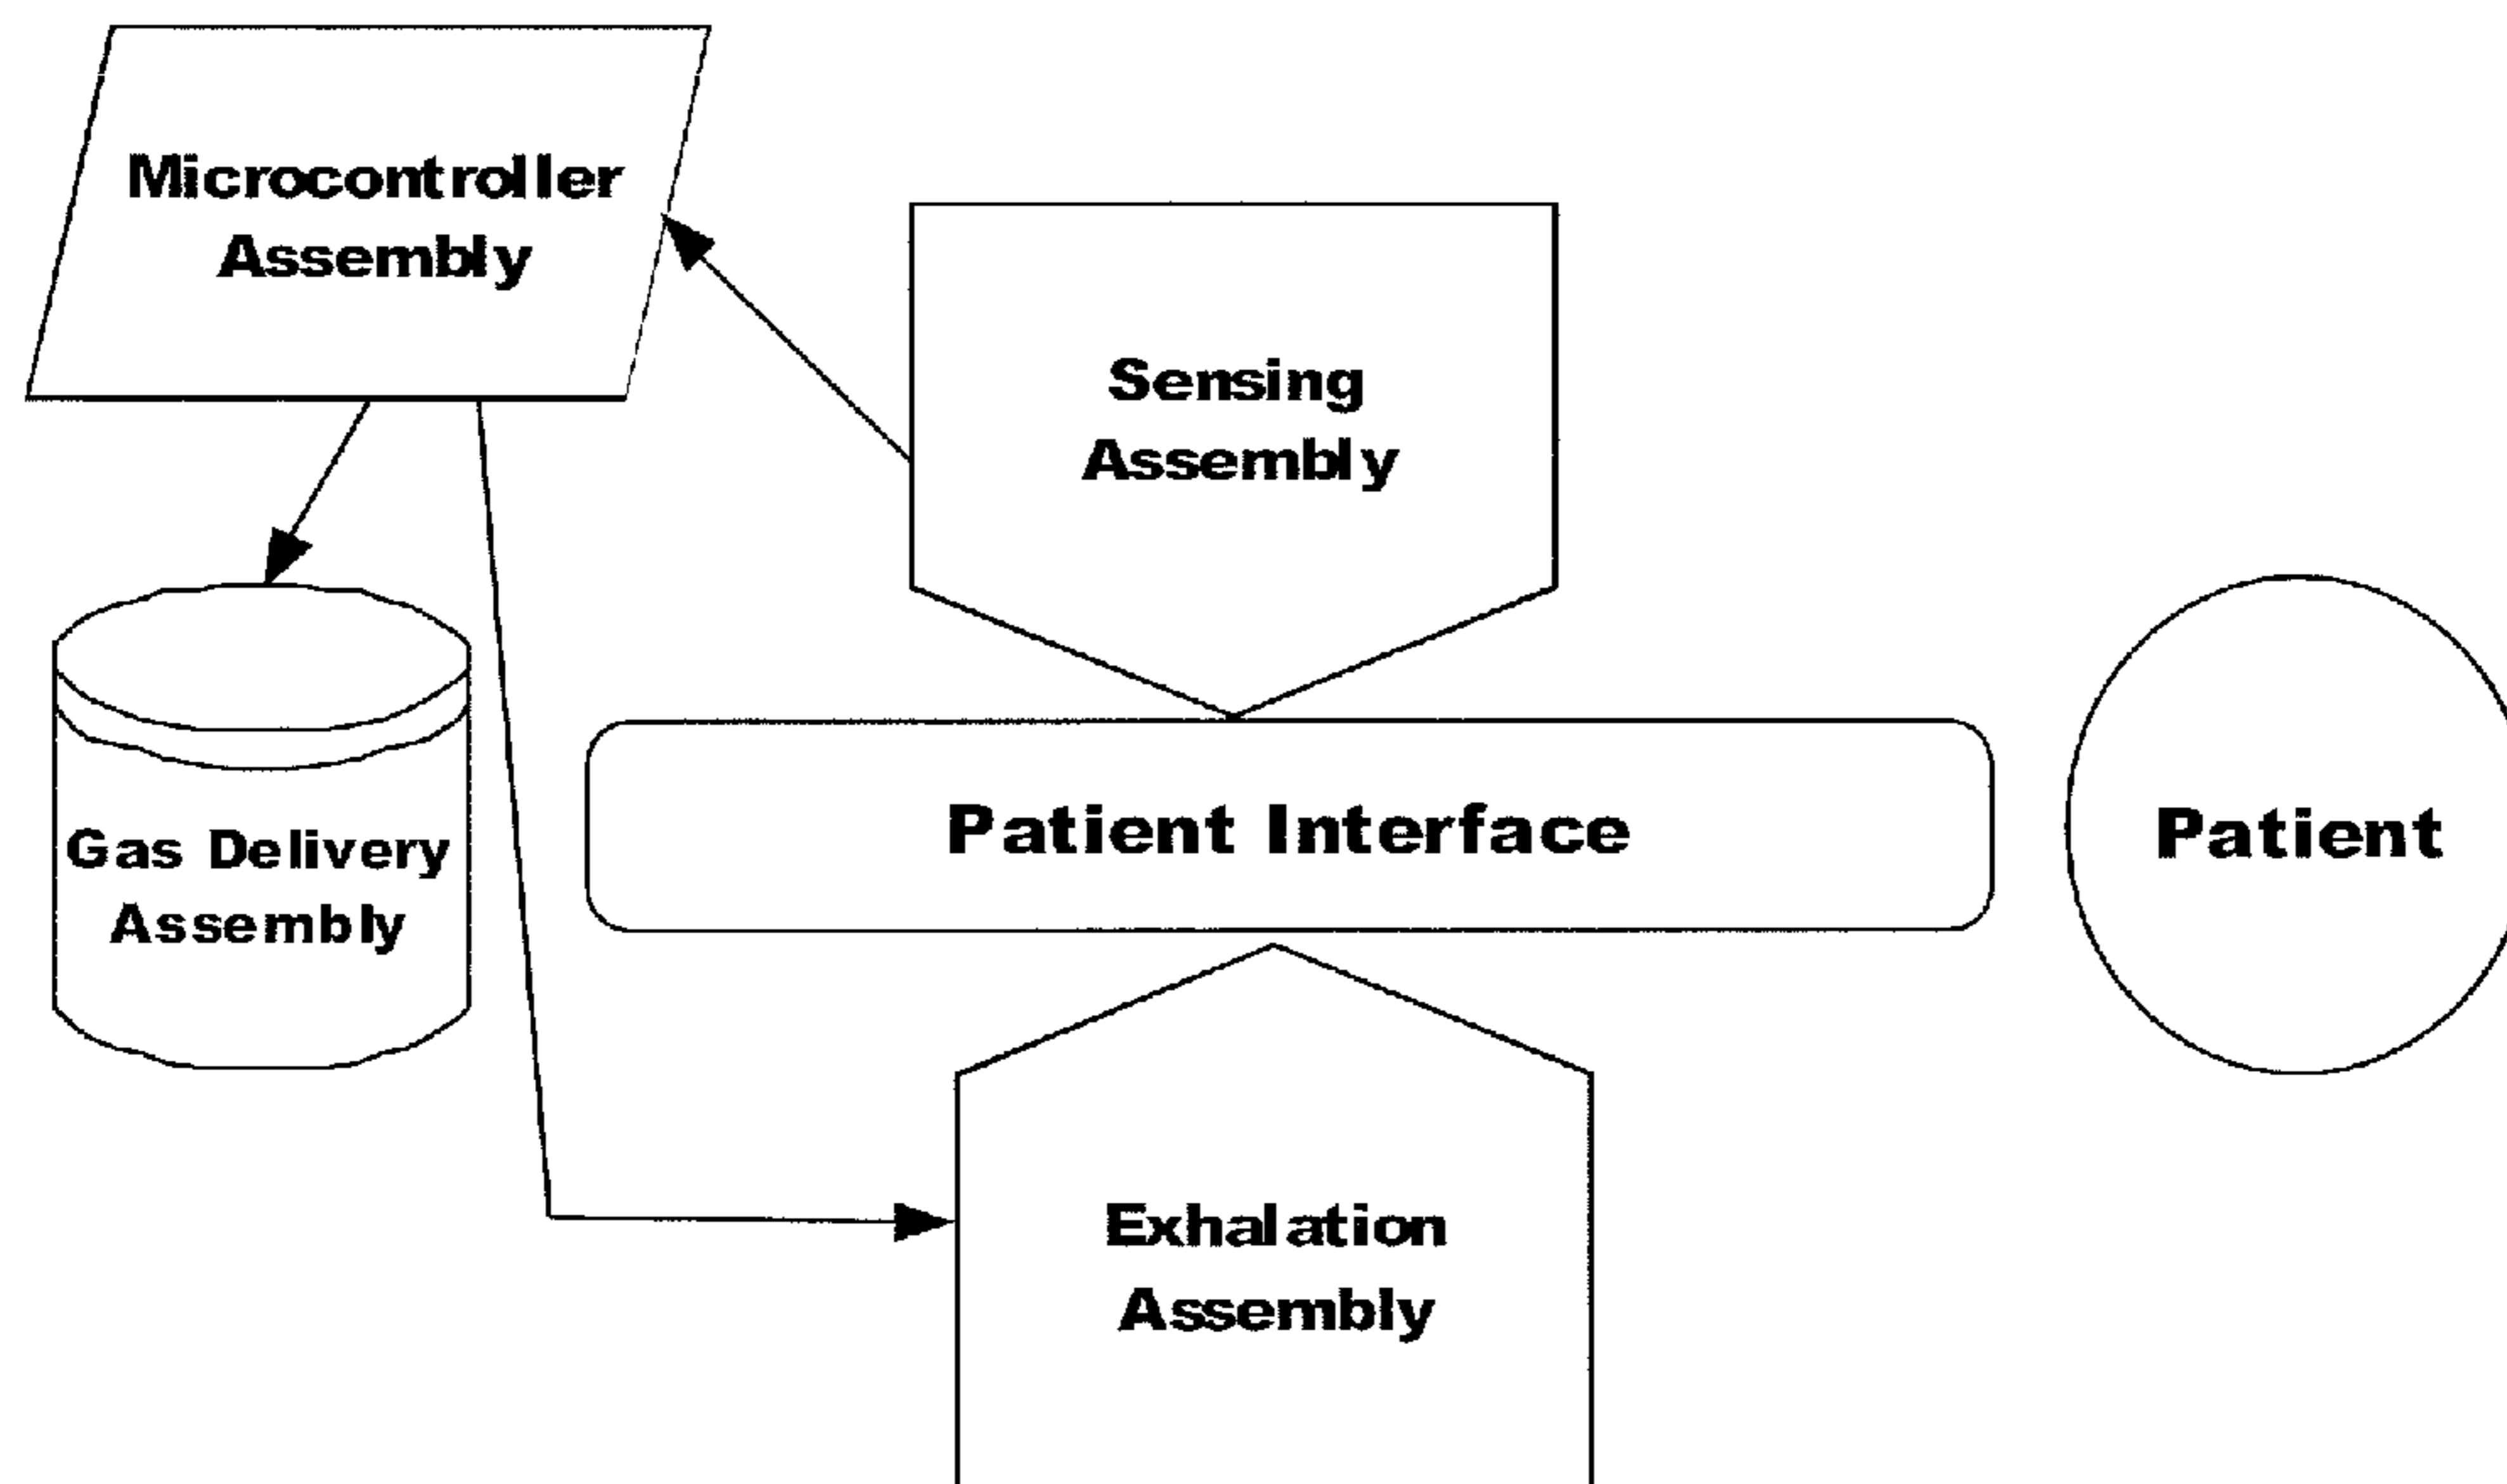 Microcontroller
Assembly
Sensing
Assembly
Gas Delivery
Assembly
Patient Interface
Patient
Exhalation
Assembly